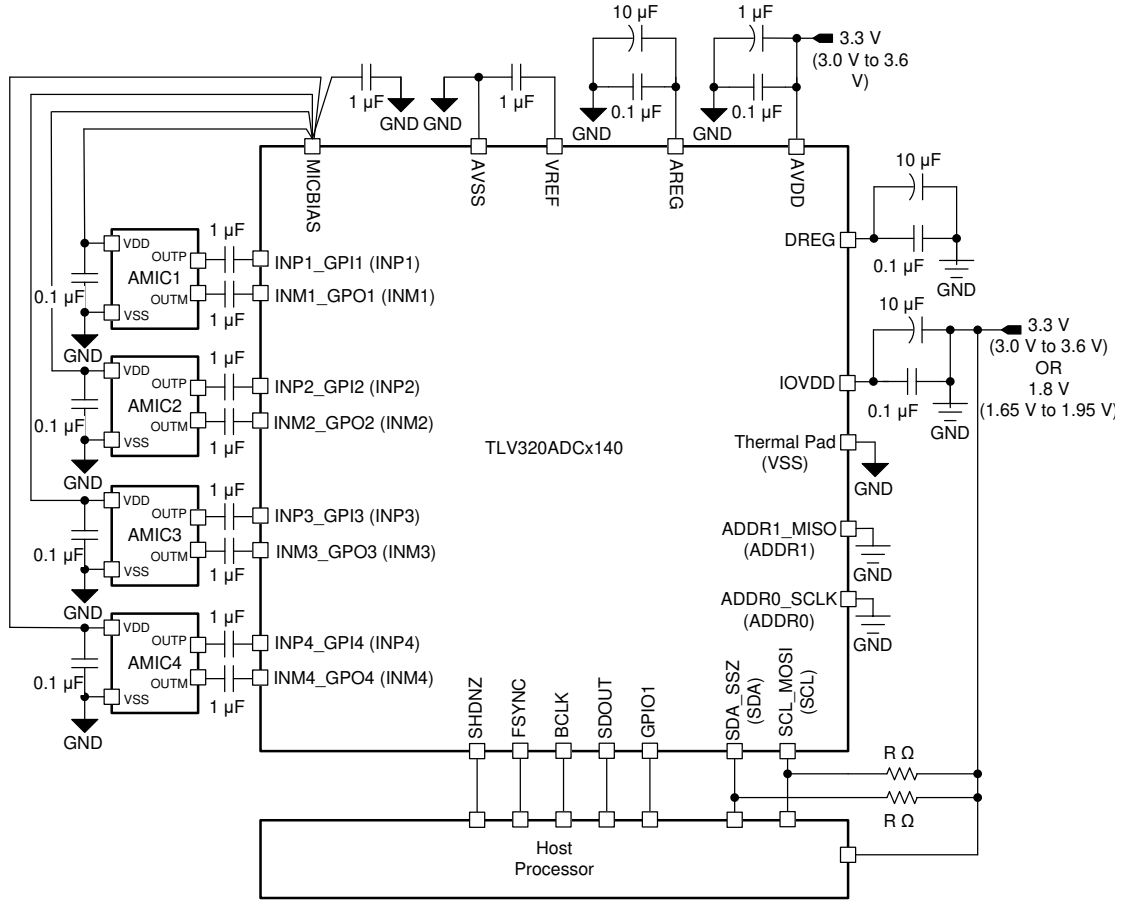 10 µF
1 µF
3.3 V
(3.0 V to 3.6
V)
1 µF
1 µF
0.1 µF
0.1 µF
GND
GND
GND
GND
MICBIAS
AVSS
VREF
AREG
AVDD
10 µF
DREG
0.1 µF
GND
1 µF
VDD
OUTP
AMIC1
OUTM
VSS
INP1_GPI1 (INP1)
INM1_GPO1 (INM1)
0.1 µF
1 µF
GND
10 µF
3.3 V
(3.0 V to 3.6 V)
OR
1.8 V
(1.65 V to 1.95 V)
IOVDD
0.1 µF
GND
1 µF
VDD
OUTP
AMIC2
OUTM
VSS
INP2_GPI2 (INP2)
INM2_GPO2 (INM2)
0.1 µF
1 µF
GND
TLV320ADCx140
Thermal Pad
(VSS)
GND
1 µF
VDD
OUTP
AMIC3
OUTM
VSS
INP3_GPI3 (INP3)
INM3_GPO3 (INM3)
0.1 µF
1 µF
GND
ADDR1_MISO
(ADDR1)
GND
ADDR0_SCLK
(ADDR0)
GND
1 µF
VDD
OUTP
AMIC4
OUTM
VSS
INP4_GPI4 (INP4)
INM4_GPO4 (INM4)
0.1 µF
1 µF
GND
SHDNZ
FSYNC
BCLK
SDOUT
GPIO1
SDA_SSZ
(SDA)
SCL_MOSI
(SCL)
R Ω
R Ω
Host
Processor